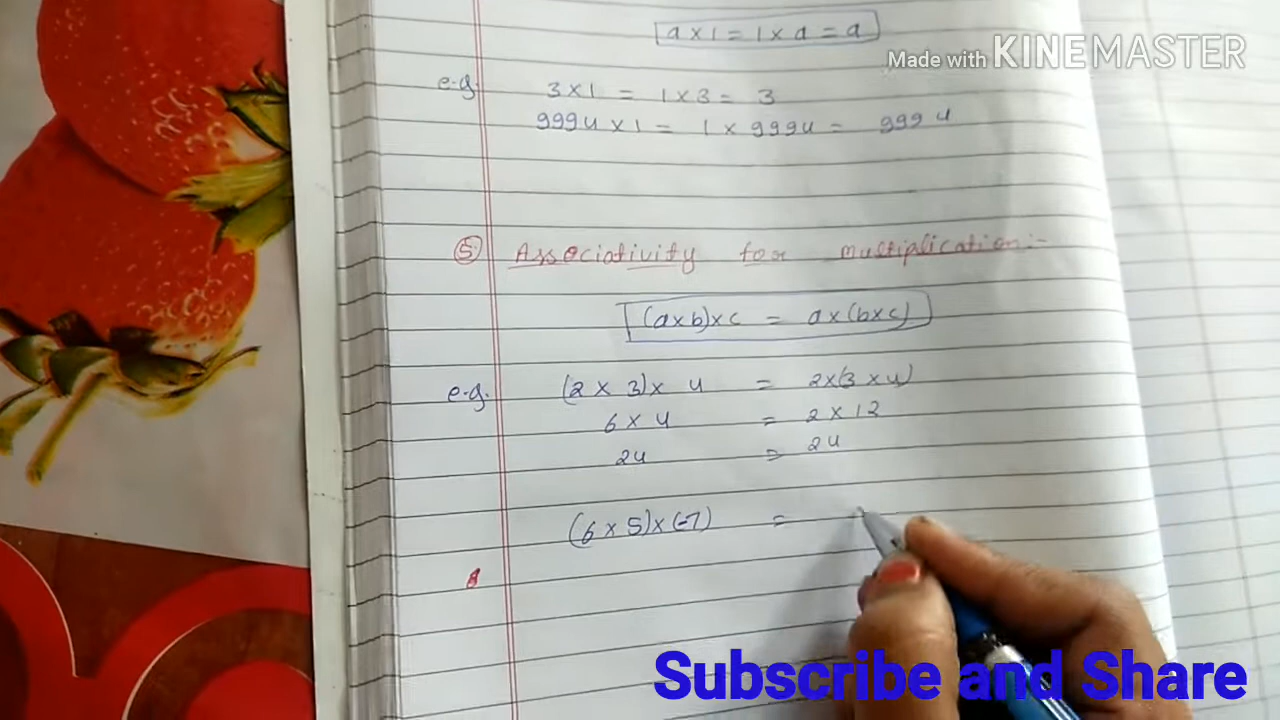 a x 1 = 1 x a = a
Made with KINEMASTER
e.g. 3 x 1 = 1 x 3 = 3
9994 x 1 = 1 x 9994 = 9994
5. Associativity for multiplication:-
(a x b) x c = a x (b x c)
e.g. (2 x 3) x 4 = 2 x (3 x 4)
6 x 4 = 2 x 12
24 = 24
(6 x 5) x (-7) =
Subscribe and Share